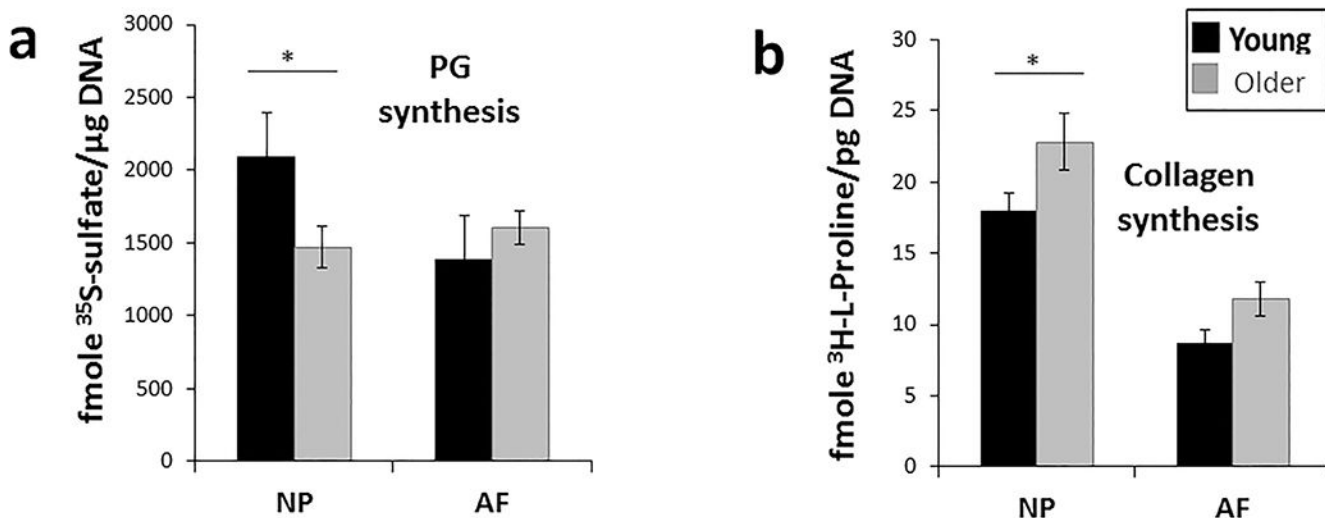 a
fmole ³⁵S-sulfate/µg DNA
3000
2500
2000
1500
1000
500
0
*
PG
synthesis
NP
AF
b
fmole ³H-L-Proline/pg DNA
30
25
20
15
10
5
0
*
Collagen
synthesis
NP
AF
Young
Older